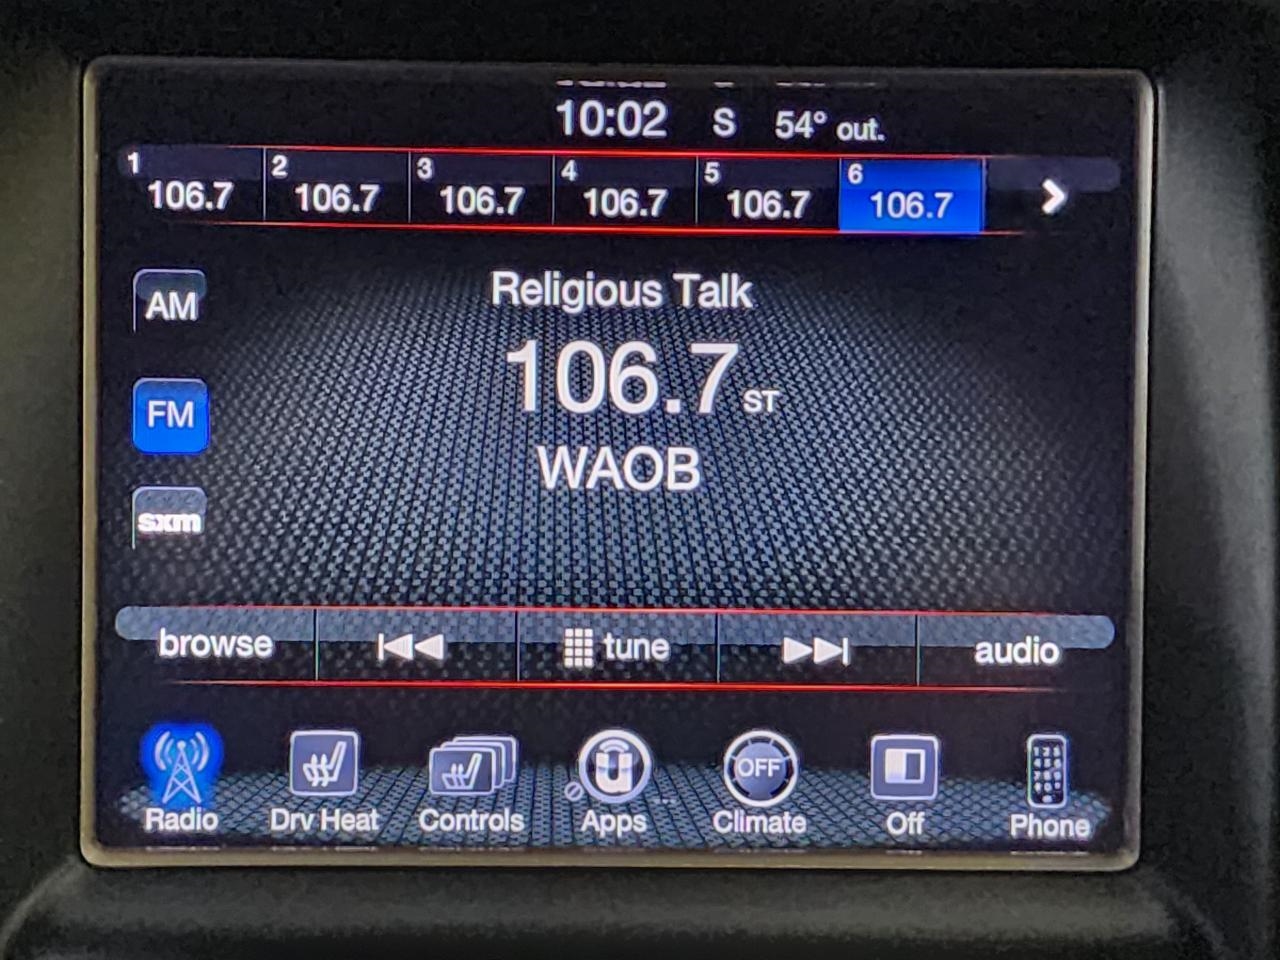 10:02 S 54° out.
1 2 3 4 5 6
106.7 106.7 106.7 106.7 106.7 106.7
Religious Talk
AM
106.7 ST
FM
WAOB
sxm
browse tune audio
OFF
Radio Drv Heat Controls Apps Climate Off Phone